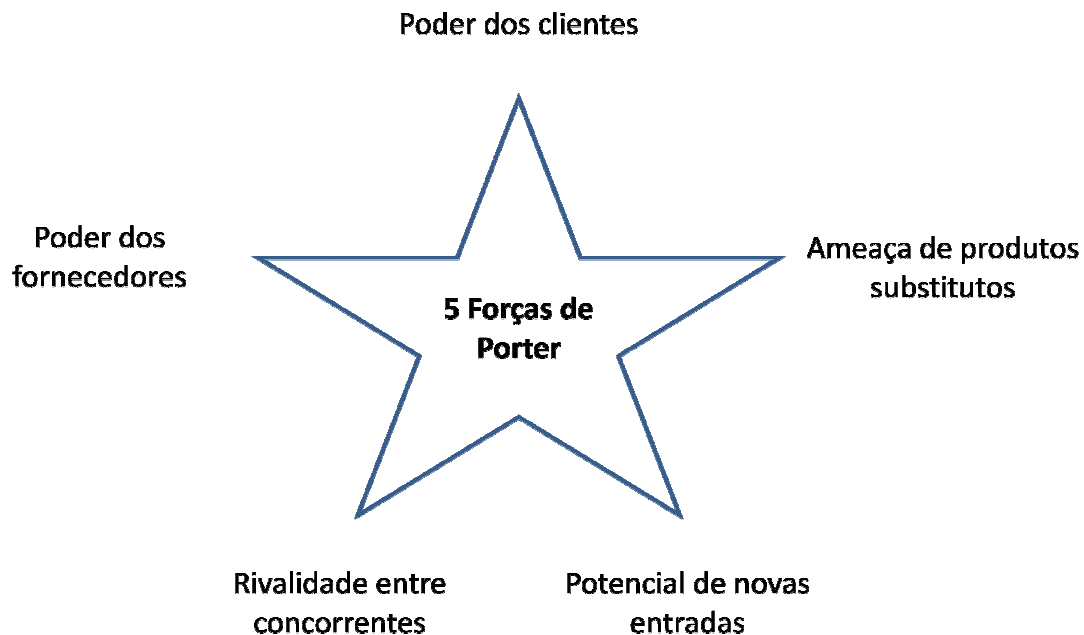 Poder dos clientes
Poder dos
fornecedores
Ameaça de produtos
substitutos
5 Forças de
Porter
Rivalidade entre
concorrentes
Potencial de novas
entradas